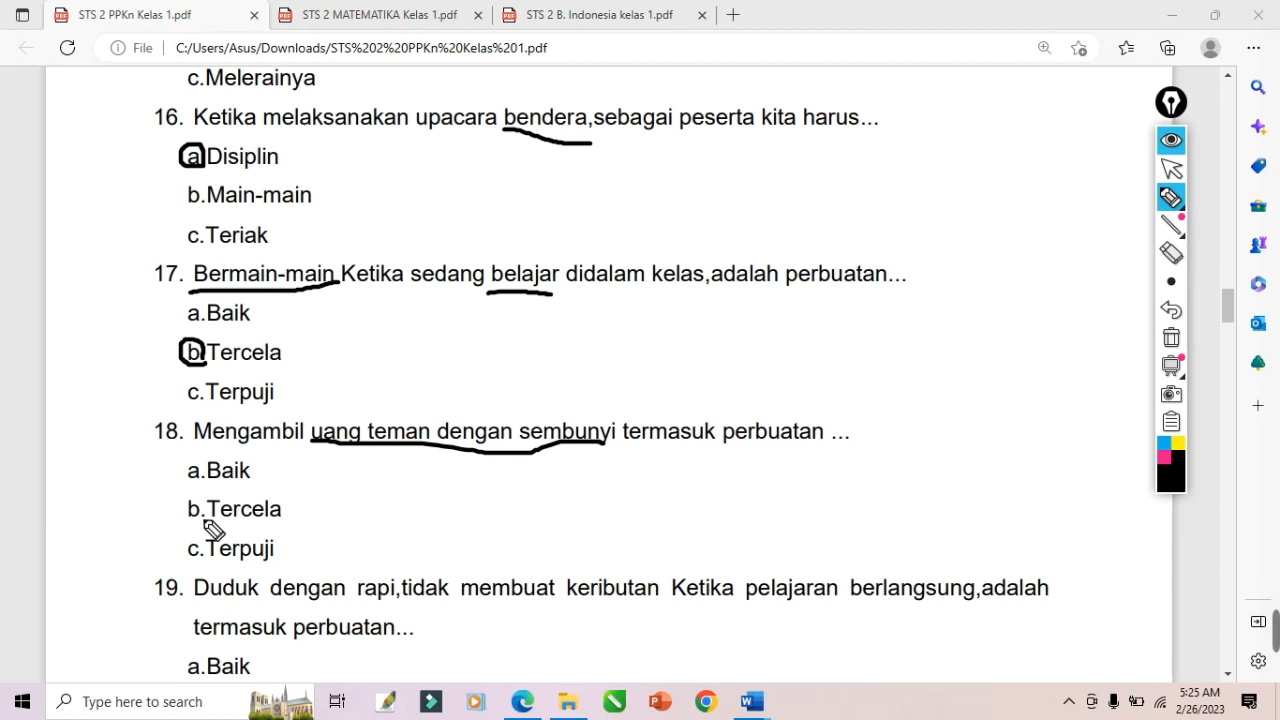 STS 2 PPKn Kelas 1.pdf
STS 2 MATEMATIKA Kelas 1.pdf
STS 2 B. Indonesia kelas 1.pdf
File
C:/Users/Asus/Downloads/STS%202%20PPKn%20Kelas%201.pdf
c.Melerainya
16. Ketika melaksanakan upacara bendera,sebagai peserta kita harus...
a.Disiplin
b.Main-main
c.Teriak
17. Bermain-main Ketika sedang belajar didalam kelas,adalah perbuatan...
a.Baik
b.Tercela
c.Terpuji
18. Mengambil uang teman dengan sembunyi termasuk perbuatan ...
a.Baik
b.Tercela
c.Terpuji
19. Duduk dengan rapi,tidak membuat keributan Ketika pelajaran berlangsung,adalah
termasuk perbuatan...
a.Baik
Type here to search
5:25 AM
2/26/2023